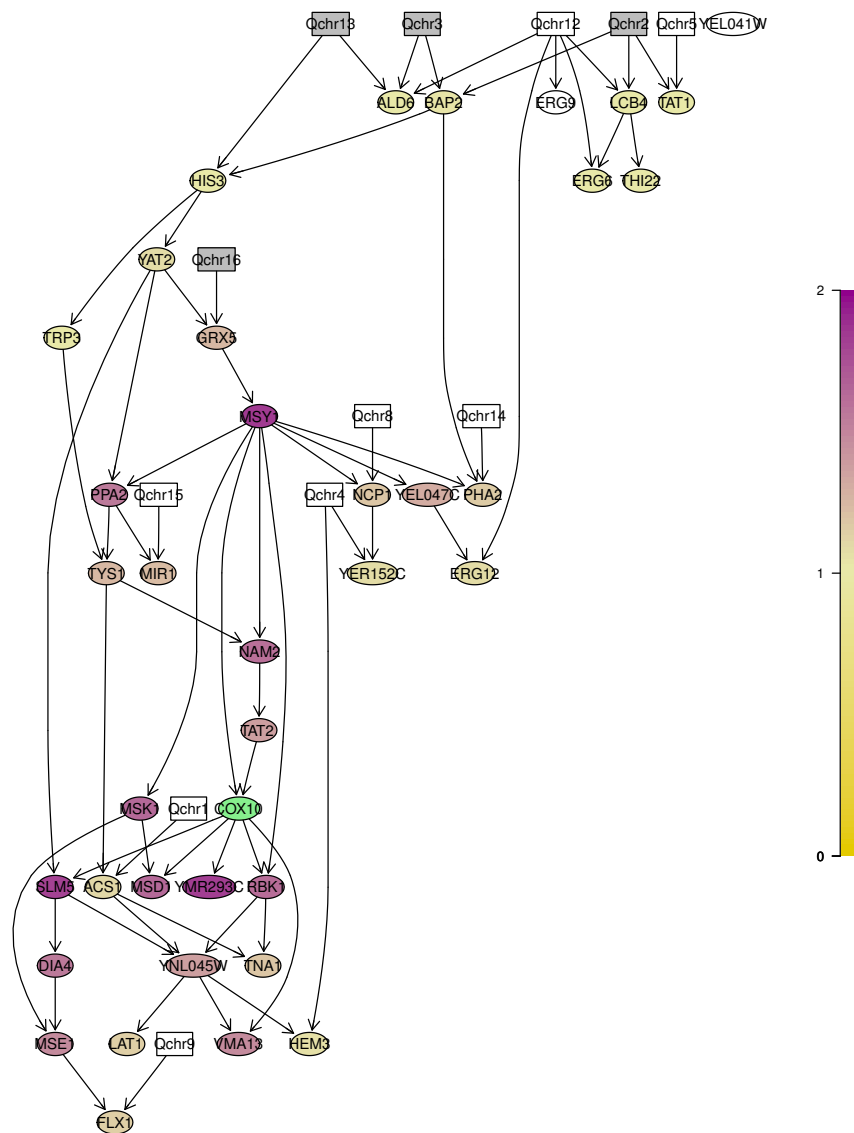 Qchr13 Qchr3 Qchr12 Qchr2 Qchr5 YEL041W
ALD6 BAP2 ERG9 LCB4 TAT1
HIS3 ERG6 THI22
YAT2 Qchr16
2
TRP3 GRX5
MSY1 Qchr8 Qchr14
PPA2 Qchr15 Qchr4 NCP1 YEL047C PHA2
TYS1 MIR1 YER152C ERG12
1
NAM2
TAT2
MSK1 Qchr1 COX10
0
SLM5 ACS1 MSD1 YMR293C RBK1
DIA4 YNL045W TNA1
MSE1 LAT1 Qchr9 VMA13 HEM3
FLX1